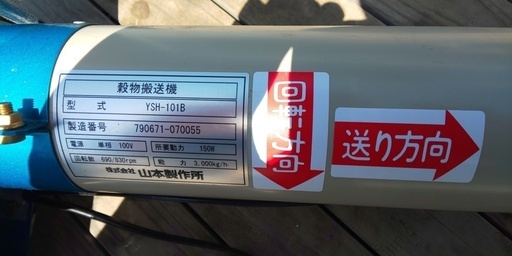 穀物搬送機
型 式 YSH-101B
製造番号 790671-070055
電源 単相 100V 所要動力 150W
回転数 690/830rpm 能力 3,000kg/h
株式会社 山本製作所
回転方向
送り方向